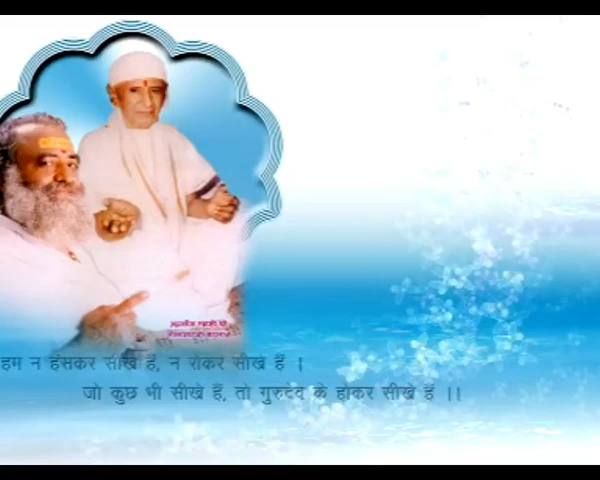 हम न हंसकर सीखे हैं, न रोकर सीखे हैं ।
जो कुछ भी सीखे हैं, तो गुरुदेव के होकर सीखे हैं ।।